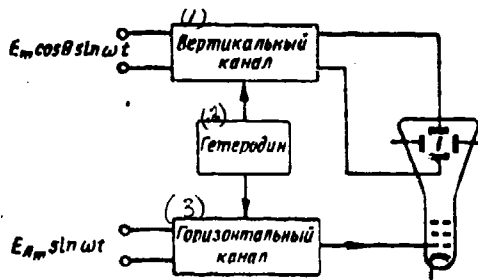 (1)
E_m cosθ sin ωt
Вертикальный
канал
(2)
Гетеродин
(3)
E_Am sin ωt
Горизонтальный
канал